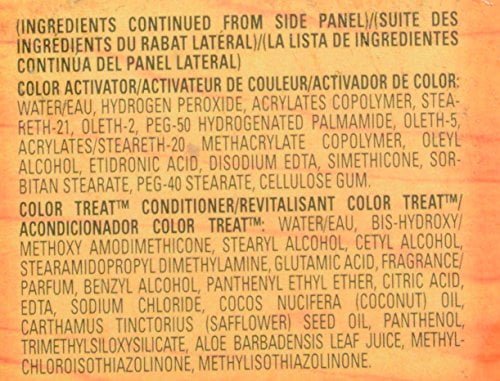 (INGREDIENTS CONTINUED FROM SIDE PANEL)/(SUITE DES
INGRÉDIENTS DU RABAT LATÉRAL)/(LA LISTA DE INGREDIENTES
CONTINÚA DEL PANEL LATERAL)
COLOR ACTIVATOR/ACTIVATEUR DE COULEUR/ACTIVADOR DE COLOR:
WATER/EAU, HYDROGEN PEROXIDE, ACRYLATES COPOLYMER, STEA-
RETH-21, OLETH-2, PEG-50 HYDROGENATED PALMAMIDE, OLETH-5,
ACRYLATES/STEARETH-20 METHACRYLATE COPOLYMER, OLEYL
ALCOHOL, ETIDRONIC ACID, DISODIUM EDTA, SIMETHICONE, SOR-
BITAN STEARATE, PEG-40 STEARATE, CELLULOSE GUM.
COLOR TREAT™ CONDITIONER/REVITALISANT COLOR TREAT™/
ACONDICIONADOR COLOR TREAT™: WATER/EAU, BIS-HYDROXY/
METHOXY AMODIMETHICONE, STEARYL ALCOHOL, CETYL ALCOHOL,
STEARAMIDOPROPYL DIMETHYLAMINE, GLUTAMIC ACID, FRAGRANCE/
PARFUM, BENZYL ALCOHOL, PANTHENYL ETHYL ETHER, CITRIC ACID,
EDTA, SODIUM CHLORIDE, COCOS NUCIFERA (COCONUT) OIL,
CARTHAMUS TINCTORIUS (SAFFLOWER) SEED OIL, PANTHENOL,
TRIMETHYLSILOXYSILICATE, ALOE BARBADENSIS LEAF JUICE, METHYL-
CHLOROISOTHIAZOLINONE, METHYLISOTHIAZOLINONE.